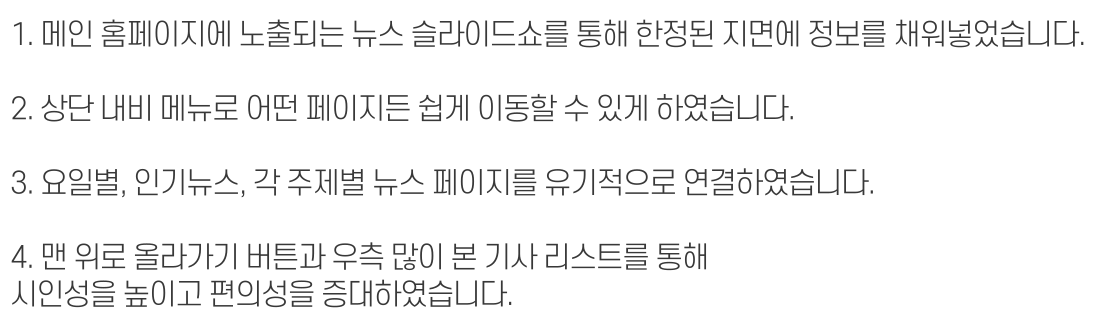 1. 메인 홈페이지에 노출되는 뉴스 슬라이드쇼를 통해 한정된 지면에 정보를 채워넣었습니다.
2. 상단 내비 메뉴로 어떤 페이지든 쉽게 이동할 수 있게 하였습니다.
3. 요일별, 인기뉴스, 각 주제별 뉴스 페이지를 유기적으로 연결하였습니다.
4. 맨 위로 올라가기 버튼과 우측 많이 본 기사 리스트를 통해
시인성을 높이고 편의성을 증대하였습니다.